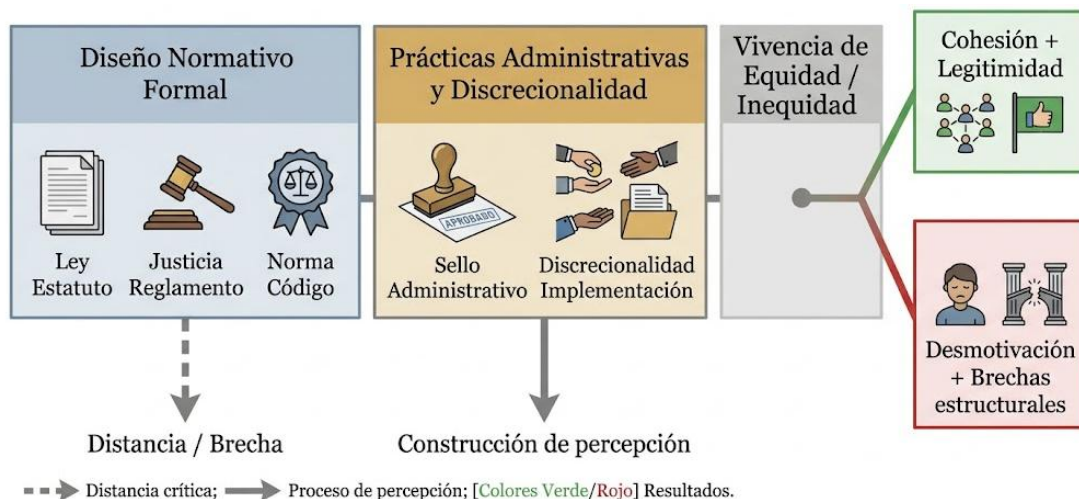 Diseño Normativo
Formal
Ley
Estatuto
Justicia
Reglamento
Norma
Código
Prácticas Administrativas
y Discrecionalidad
APROBADO
Sello
Administrativo
Discrecionalidad
Implementación
Vivencia de
Equidad /
Inequidad
Cohesión +
Legitimidad
Desmotivación
+ Brechas
estructurales
Distancia / Brecha
Construcción de percepción
Distancia crítica;
Proceso de percepción; [Colores Verde/Rojo] Resultados.